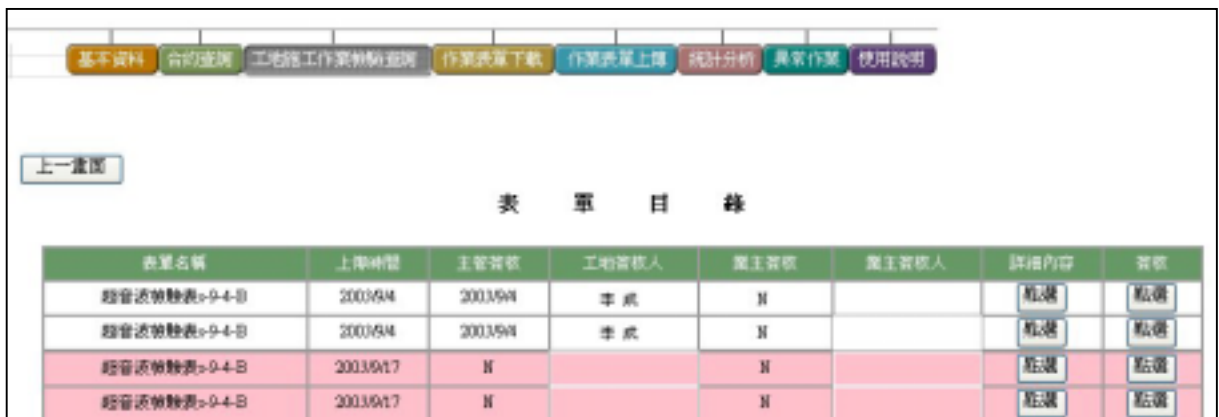 基本資料 合約查詢 工地施工作業檢驗查詢 作業表單下載 作業表單上傳 統計分析 異常作業 使用說明
上一畫面
表 單 目 錄
表單名稱 上傳時間 主管簽核 工地簽核人 業主簽核 業主簽核人 詳細內容 簽核
超音波檢驗表s-9-4-B 2003/9/4 2003/9/4 李 成 N 點選 點選
超音波檢驗表s-9-4-B 2003/9/4 2003/9/4 李 成 N 點選 點選
超音波檢驗表s-9-4-B 2003/9/17 N N 點選 點選
超音波檢驗表s-9-4-B 2003/9/17 N N 點選 點選